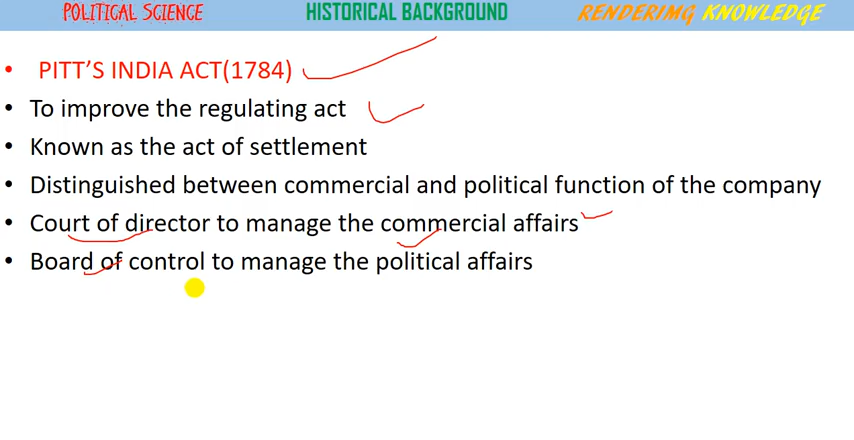 POLITICAL SCIENCE HISTORICAL BACKGROUND RENDERIMG KNOWLEDGE
• PITT'S INDIA ACT(1784)
• To improve the regulating act
• Known as the act of settlement
• Distinguished between commercial and political function of the company
• Court of director to manage the commercial affairs
• Board of control to manage the political affairs